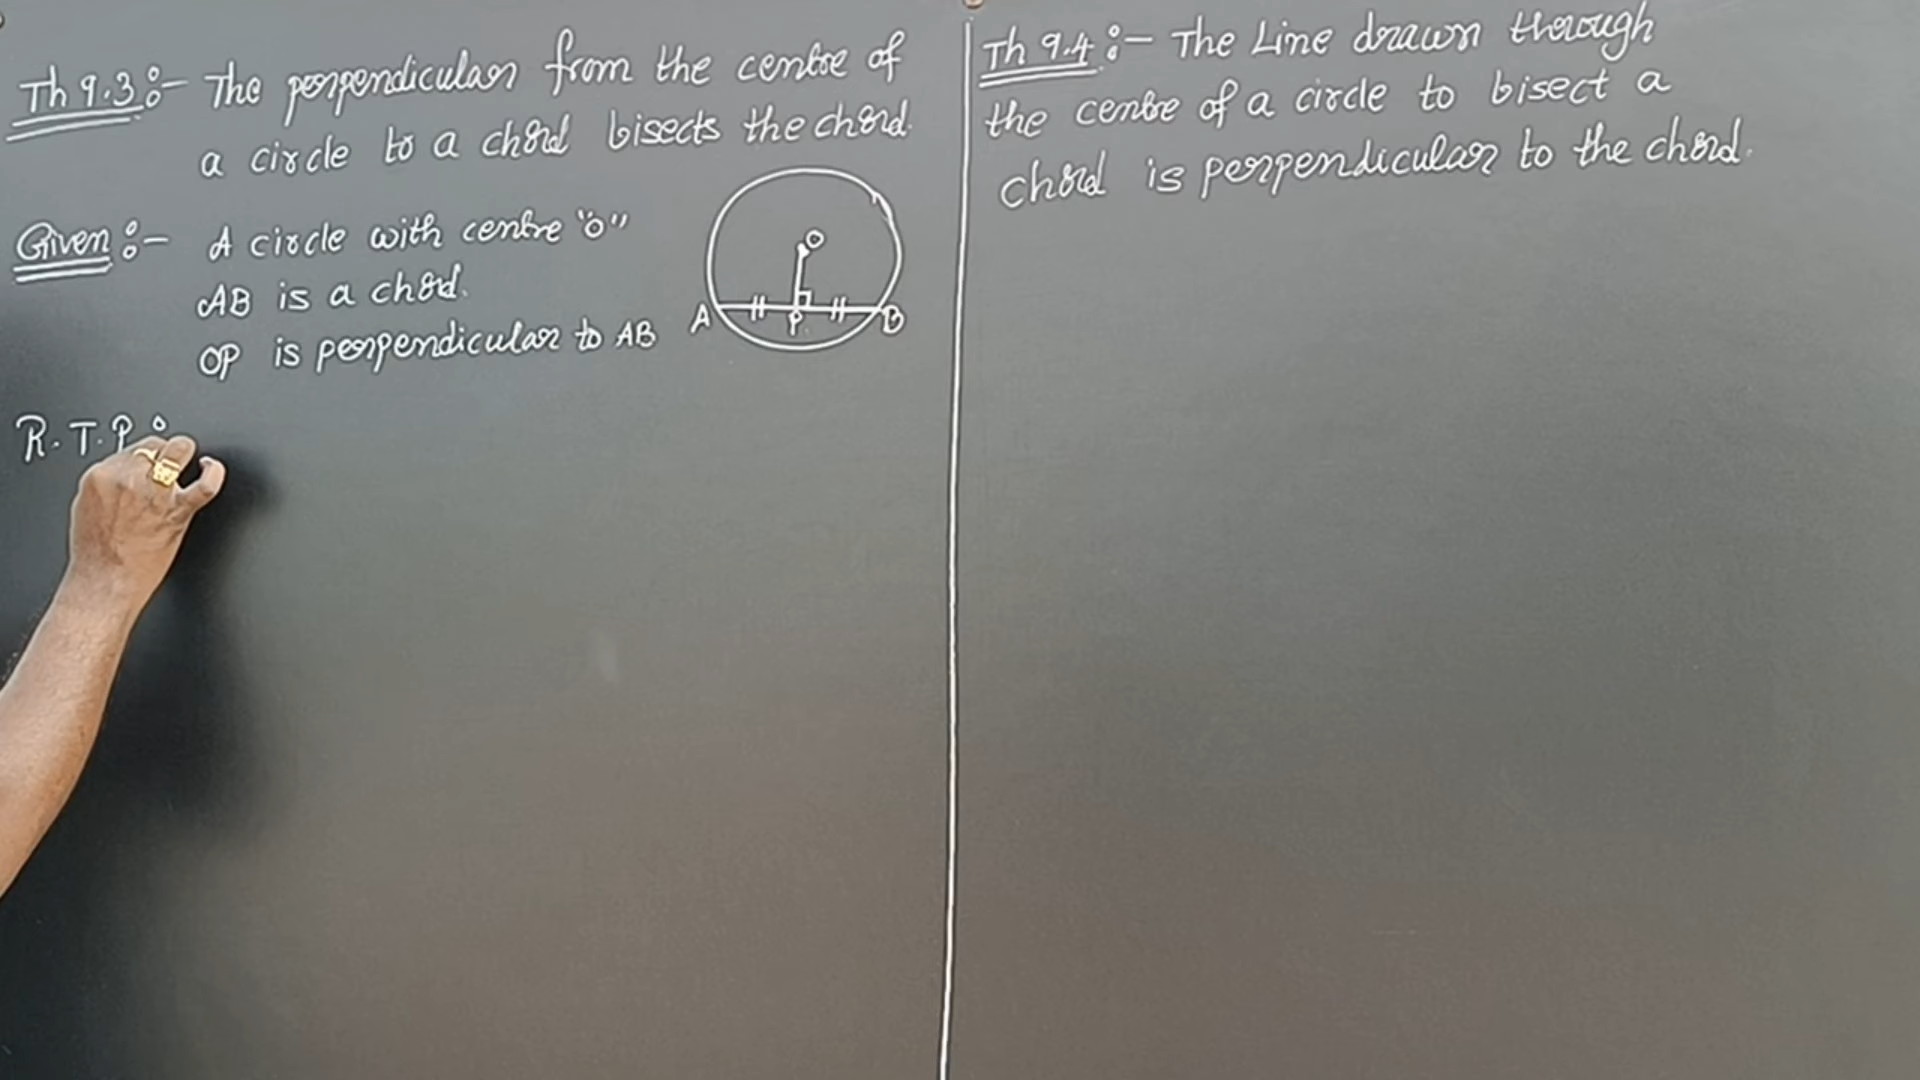 Th 9.3 :- The perpendicular from the centre of
a circle to a chord bisects the chord.
Given :- A circle with centre "O"
AB is a chord.
OP is perpendicular to AB
O
A P B
R.T.P :
Th 9.4 :- The Line drawn through
the centre of a circle to bisect a
chord is perpendicular to the chord.